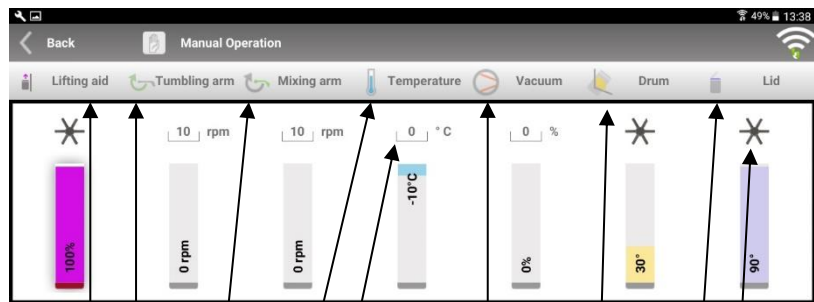 49% 13:38
Back Manual Operation
Lifting aid Tumbling arm Mixing arm Temperature Vacuum Drum Lid
10 rpm 10 rpm 0 °C 0 %
100% 0 rpm 0 rpm -10°C 0% 30° 90°